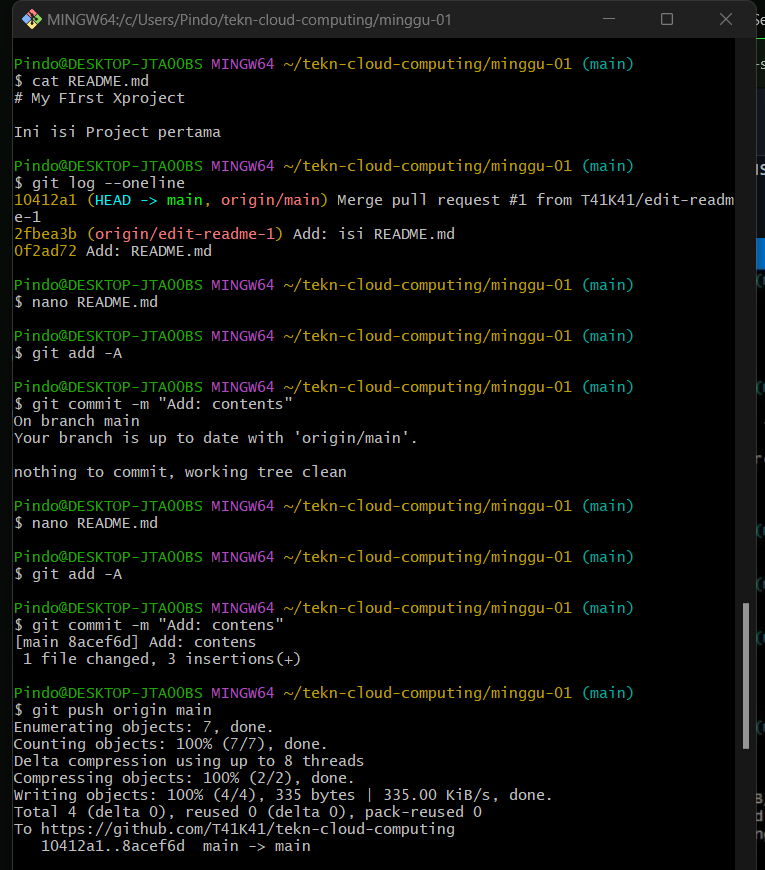 MINGW64:/c/Users/Pindo/tekn-cloud-computing/minggu-01
Pindo@DESKTOP-JTA0OBS MINGW64 ~/tekn-cloud-computing/minggu-01 (main)
$ cat README.md
# My FIrst Xproject
Ini isi Project pertama
Pindo@DESKTOP-JTA0OBS MINGW64 ~/tekn-cloud-computing/minggu-01 (main)
$ git log --oneline
10412a1 (HEAD -> main, origin/main) Merge pull request #1 from T41K41/edit-readm
e-1
2fbea3b (origin/edit-readme-1) Add: isi README.md
0f2ad72 Add: README.md
Pindo@DESKTOP-JTA0OBS MINGW64 ~/tekn-cloud-computing/minggu-01 (main)
$ nano README.md
Pindo@DESKTOP-JTA0OBS MINGW64 ~/tekn-cloud-computing/minggu-01 (main)
$ git add -A
Pindo@DESKTOP-JTA0OBS MINGW64 ~/tekn-cloud-computing/minggu-01 (main)
$ git commit -m "Add: contents"
On branch main
Your branch is up to date with 'origin/main'.
nothing to commit, working tree clean
Pindo@DESKTOP-JTA0OBS MINGW64 ~/tekn-cloud-computing/minggu-01 (main)
$ nano README.md
Pindo@DESKTOP-JTA0OBS MINGW64 ~/tekn-cloud-computing/minggu-01 (main)
$ git add -A
Pindo@DESKTOP-JTA0OBS MINGW64 ~/tekn-cloud-computing/minggu-01 (main)
$ git commit -m "Add: contens"
[main 8acef6d] Add: contens
 1 file changed, 3 insertions(+)
Pindo@DESKTOP-JTA0OBS MINGW64 ~/tekn-cloud-computing/minggu-01 (main)
$ git push origin main
Enumerating objects: 7, done.
Counting objects: 100% (7/7), done.
Delta compression using up to 8 threads
Compressing objects: 100% (2/2), done.
Writing objects: 100% (4/4), 335 bytes | 335.00 KiB/s, done.
Total 4 (delta 0), reused 0 (delta 0), pack-reused 0
To https://github.com/T41K41/tekn-cloud-computing
   10412a1..8acef6d  main -> main